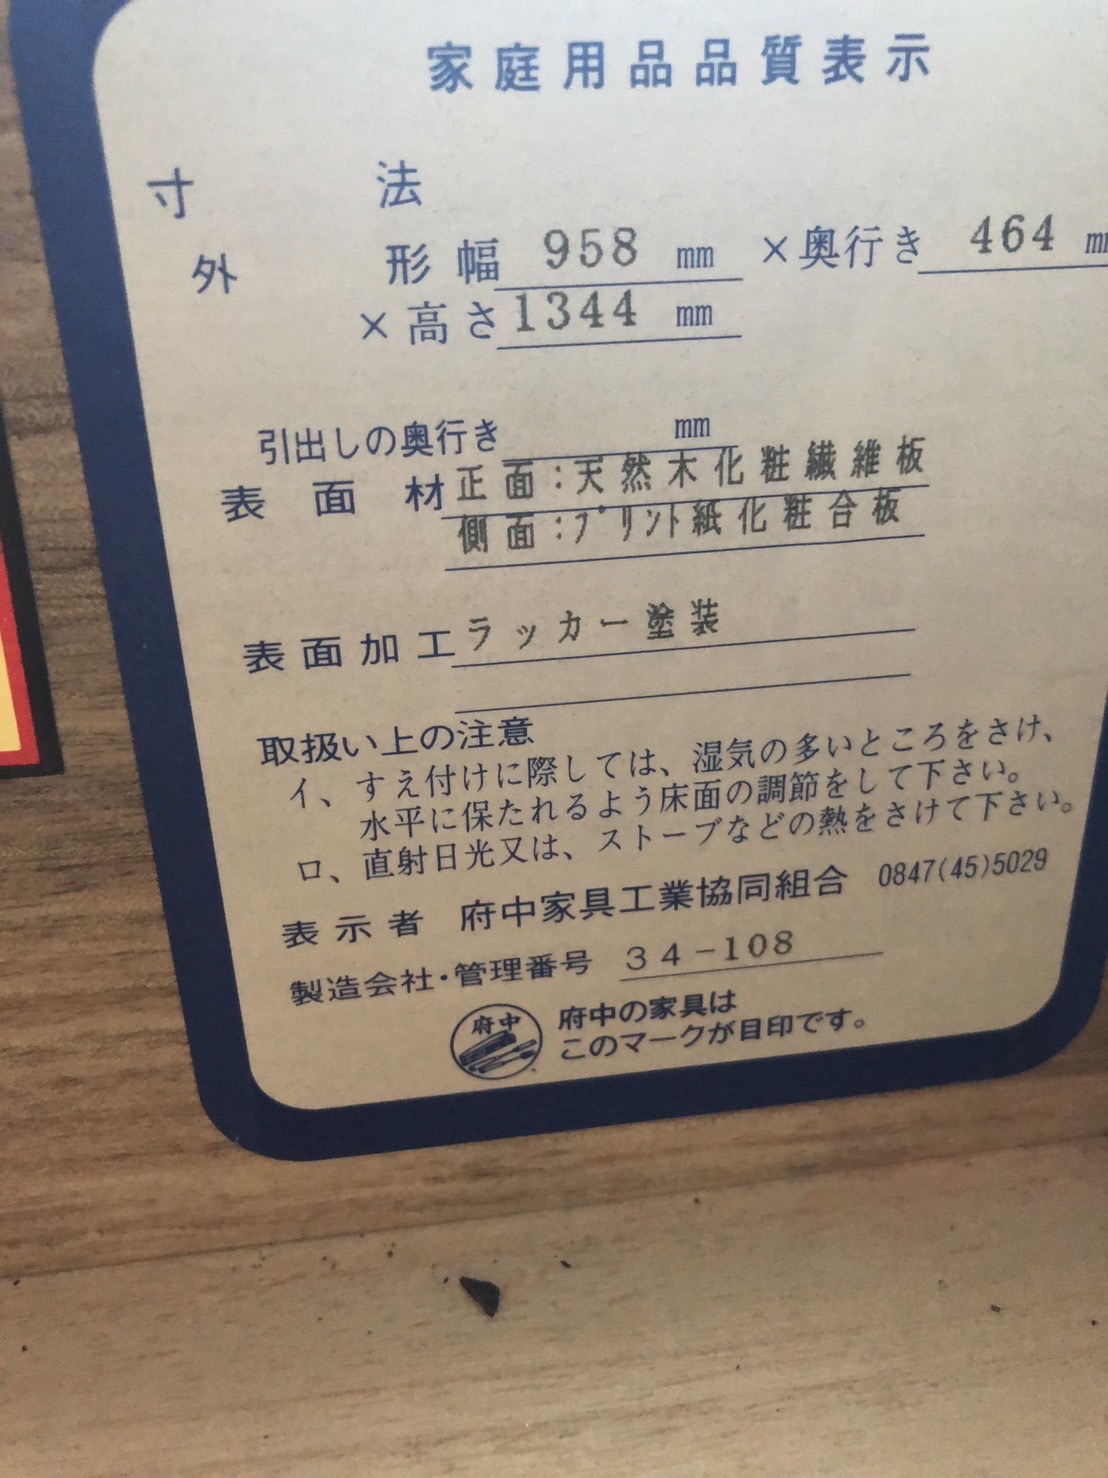 家庭用品品質表示
寸法
外形幅 958 mm ×奥行き 464 mm
×高さ 1344 mm
引出しの奥行き mm
表面材 正面:天然木化粧繊維板
側面:プリント紙化粧合板
表面加工 ラッカー塗装
取扱い上の注意
イ、すえ付けに際しては、湿気の多いところをさけ、
水平に保たれるよう床面の調節をして下さい。
ロ、直射日光又は、ストーブなどの熱をさけて下さい。
表示者 府中家具工業協同組合 0847(45)5029
製造会社・管理番号 34-108
府中
府中の家具は
このマークが目印です。